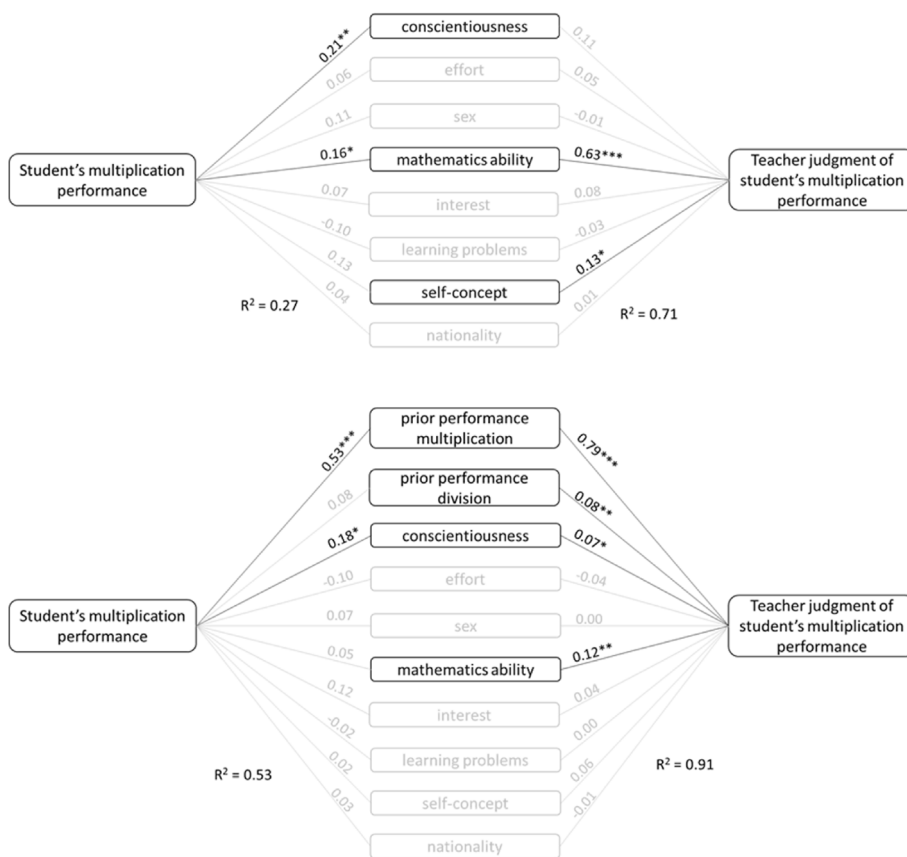 conscientiousness
0.21**
0.11
effort
0.06
0.05
sex
0.11
-0.01
mathematics ability
0.16*
0.63***
Student's multiplication
performance
Teacher judgment of
student's multiplication
performance
interest
0.07
0.08
learning problems
-0.10
-0.03
self-concept
0.13
0.13*
nationality
0.04
0.01
R² = 0.27
R² = 0.71
prior performance
multiplication
0.53***
0.79***
prior performance
division
0.08
0.08**
conscientiousness
0.18*
0.07*
effort
-0.10
-0.04
Student's multiplication
performance
sex
0.07
0.00
Teacher judgment of
student's multiplication
performance
mathematics ability
0.05
0.12**
interest
0.12
0.04
learning problems
-0.02
0.00
self-concept
0.02
0.06
nationality
0.03
-0.01
R² = 0.53
R² = 0.91